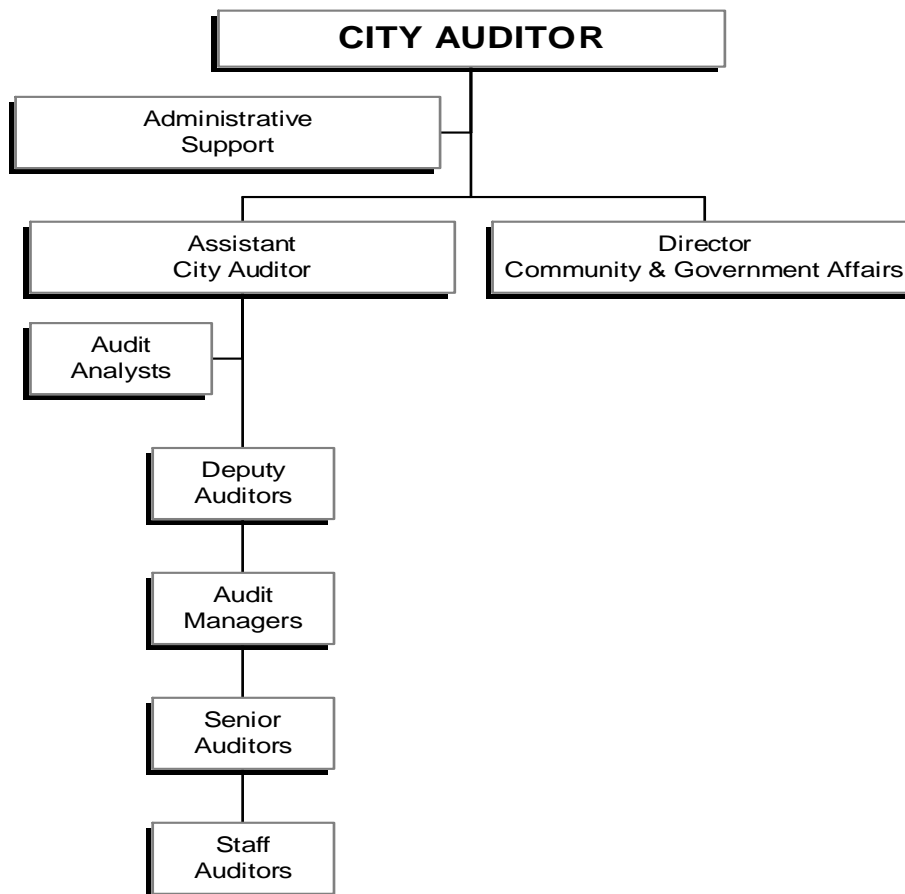 CITY AUDITOR
Administrative
Support
Assistant
City Auditor
Director
Community & Government Affairs
Audit
Analysts
Deputy
Auditors
Audit
Managers
Senior
Auditors
Staff
Auditors